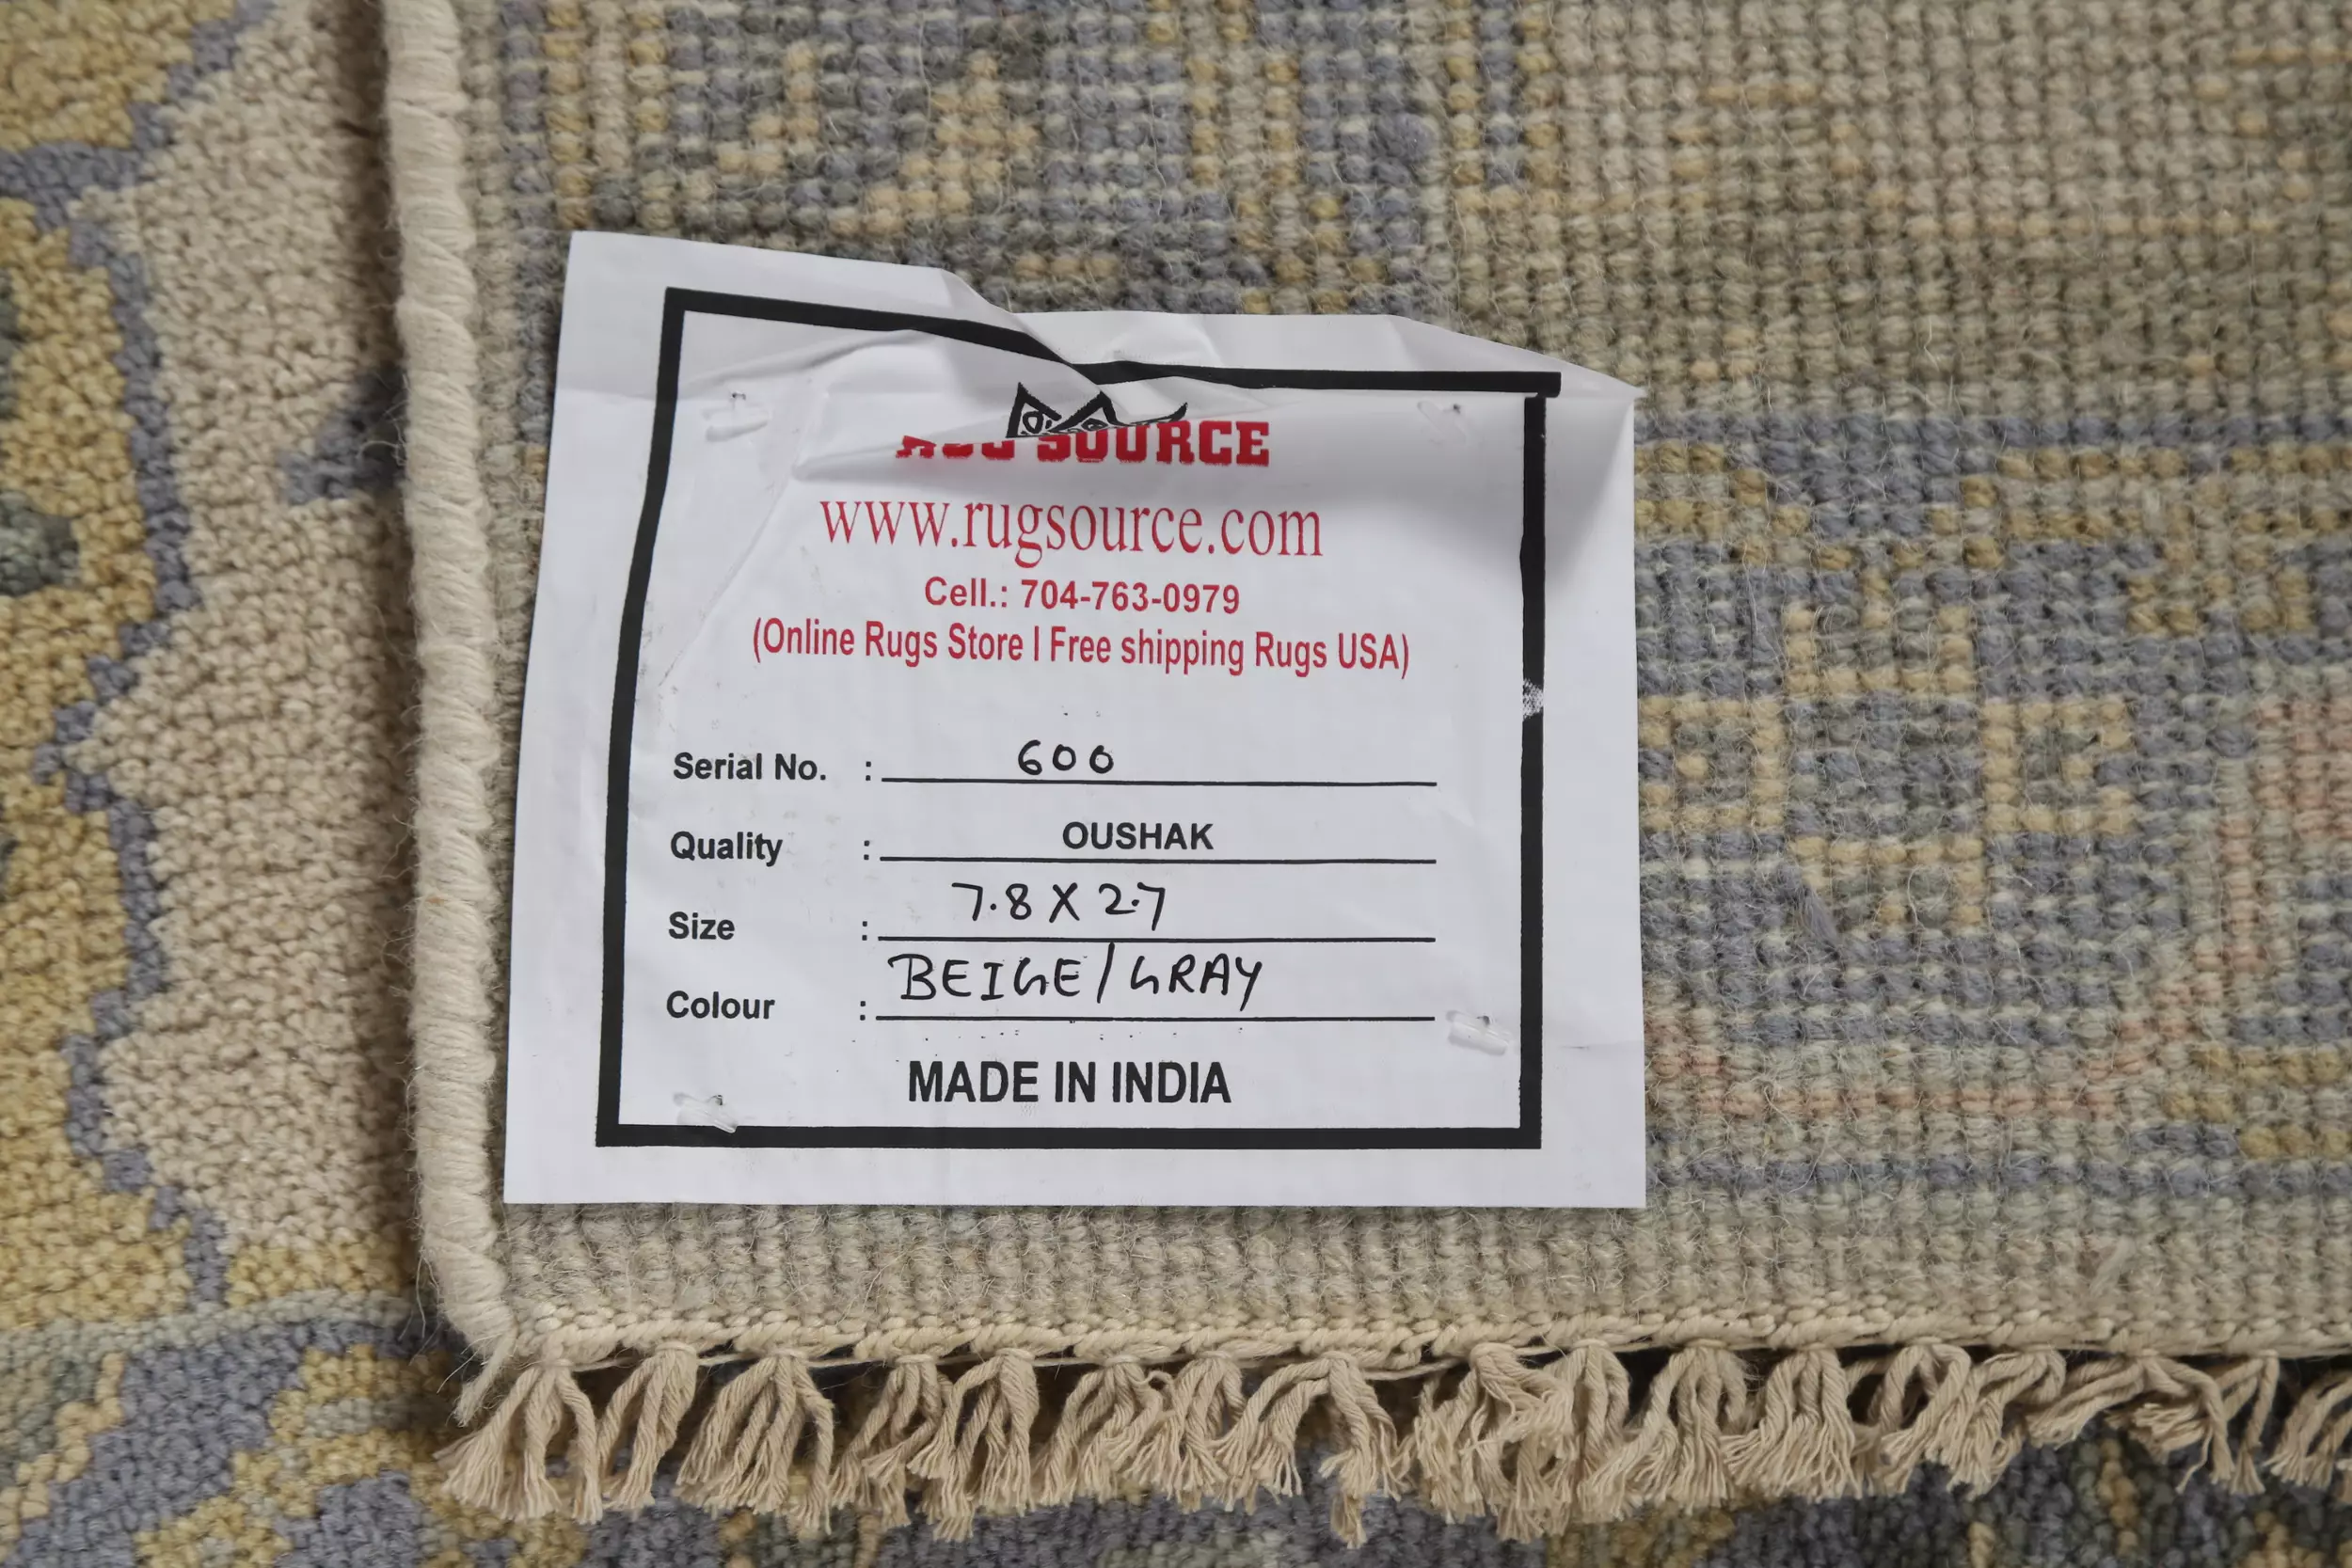 RUG SOURCE
www.rugsource.com
Cell.: 704-763-0979
(Online Rugs Store I Free shipping Rugs USA)
Serial No. : 600
Quality : OUSHAK
Size : 7.8 X 2.7
Colour : BEIGE/GRAY
MADE IN INDIA